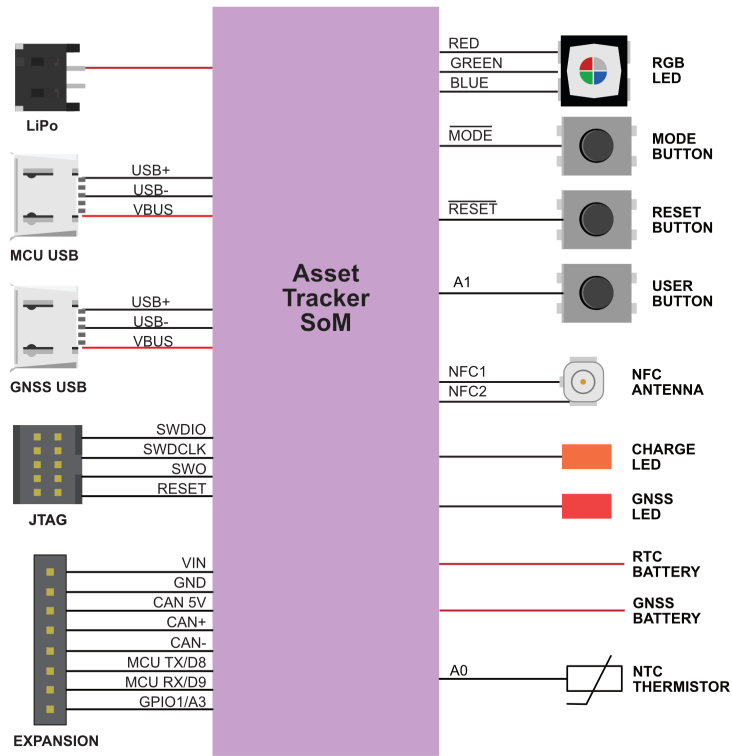 LiPo
USB+
USB-
VBUS
MCU USB
USB+
USB-
VBUS
GNSS USB
SWDIO
SWDCLK
SWO
RESET
JTAG
VIN
GND
CAN 5V
CAN+
CAN-
MCU TX/D8
MCU RX/D9
GPIO1/A3
EXPANSION
Asset
Tracker
SoM
RED
GREEN
BLUE
RGB
LED
MODE
MODE
BUTTON
RESET
RESET
BUTTON
A1
USER
BUTTON
NFC1
NFC2
NFC
ANTENNA
CHARGE
LED
GNSS
LED
RTC
BATTERY
GNSS
BATTERY
A0
NTC
THERMISTOR